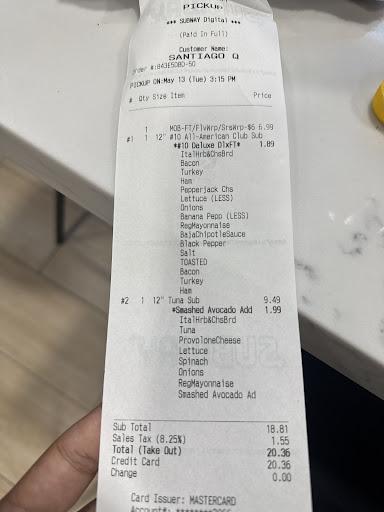 PICKUP
*** SUBWAY Digital ***
(Paid In Full)
Customer Name:
SANTIAGO Q
Order #:843E5DBD-50
PICKUP ON:May 13 (Tue) 3:15 PM
# Qty Size Item Price
1 MOB-FT/FlvWrp/SrsWrp-$6 6.99
#1 1 12" #10 All-American Club Sub
*#10 Deluxe DlxFT* 1.89
ItalHrb&ChsBrd
Bacon
Turkey
Ham
Pepperjack Chs
Lettuce (LESS)
Onions
Banana Pepp (LESS)
RegMayonnaise
BajaChipotleSauce
Black Pepper
Salt
TOASTED
Bacon
Turkey
Ham
#2 1 12" Tuna Sub 9.49
*Smashed Avocado Add 1.99
ItalHrb&ChsBrd
Tuna
ProvoloneCheese
Lettuce
Spinach
Onions
RegMayonnaise
Smashed Avocado Ad
Sub Total 18.81
Sales Tax (8.25%) 1.55
Total (Take Out) 20.36
Credit Card 20.36
Change 0.00
Card Issuer: MASTERCARD